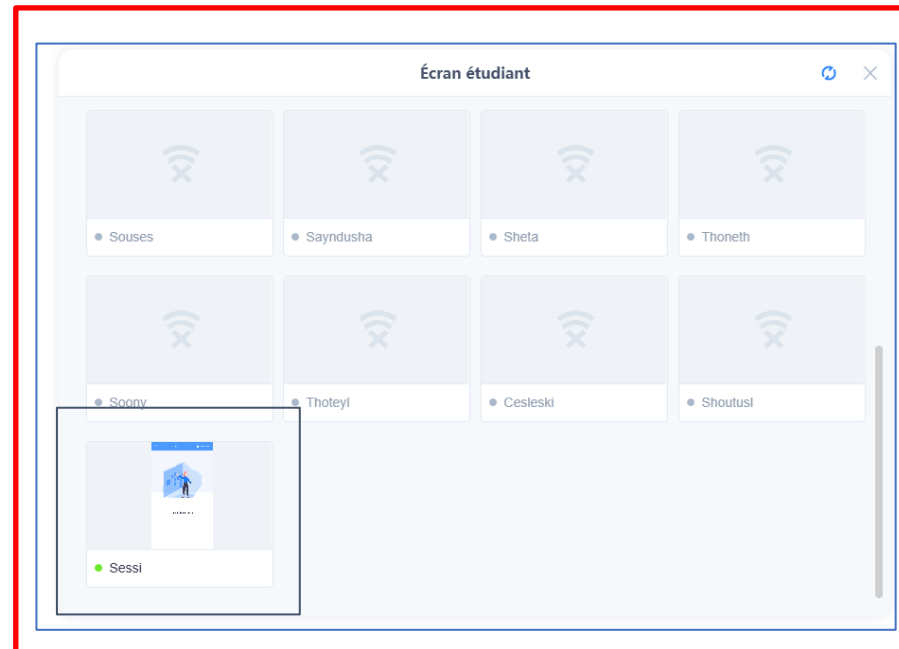 Écran étudiant
Souses
Sayndusha
Sheta
Thoneth
Soony
Thoteyl
Cesleski
Shoutusl
Sessi